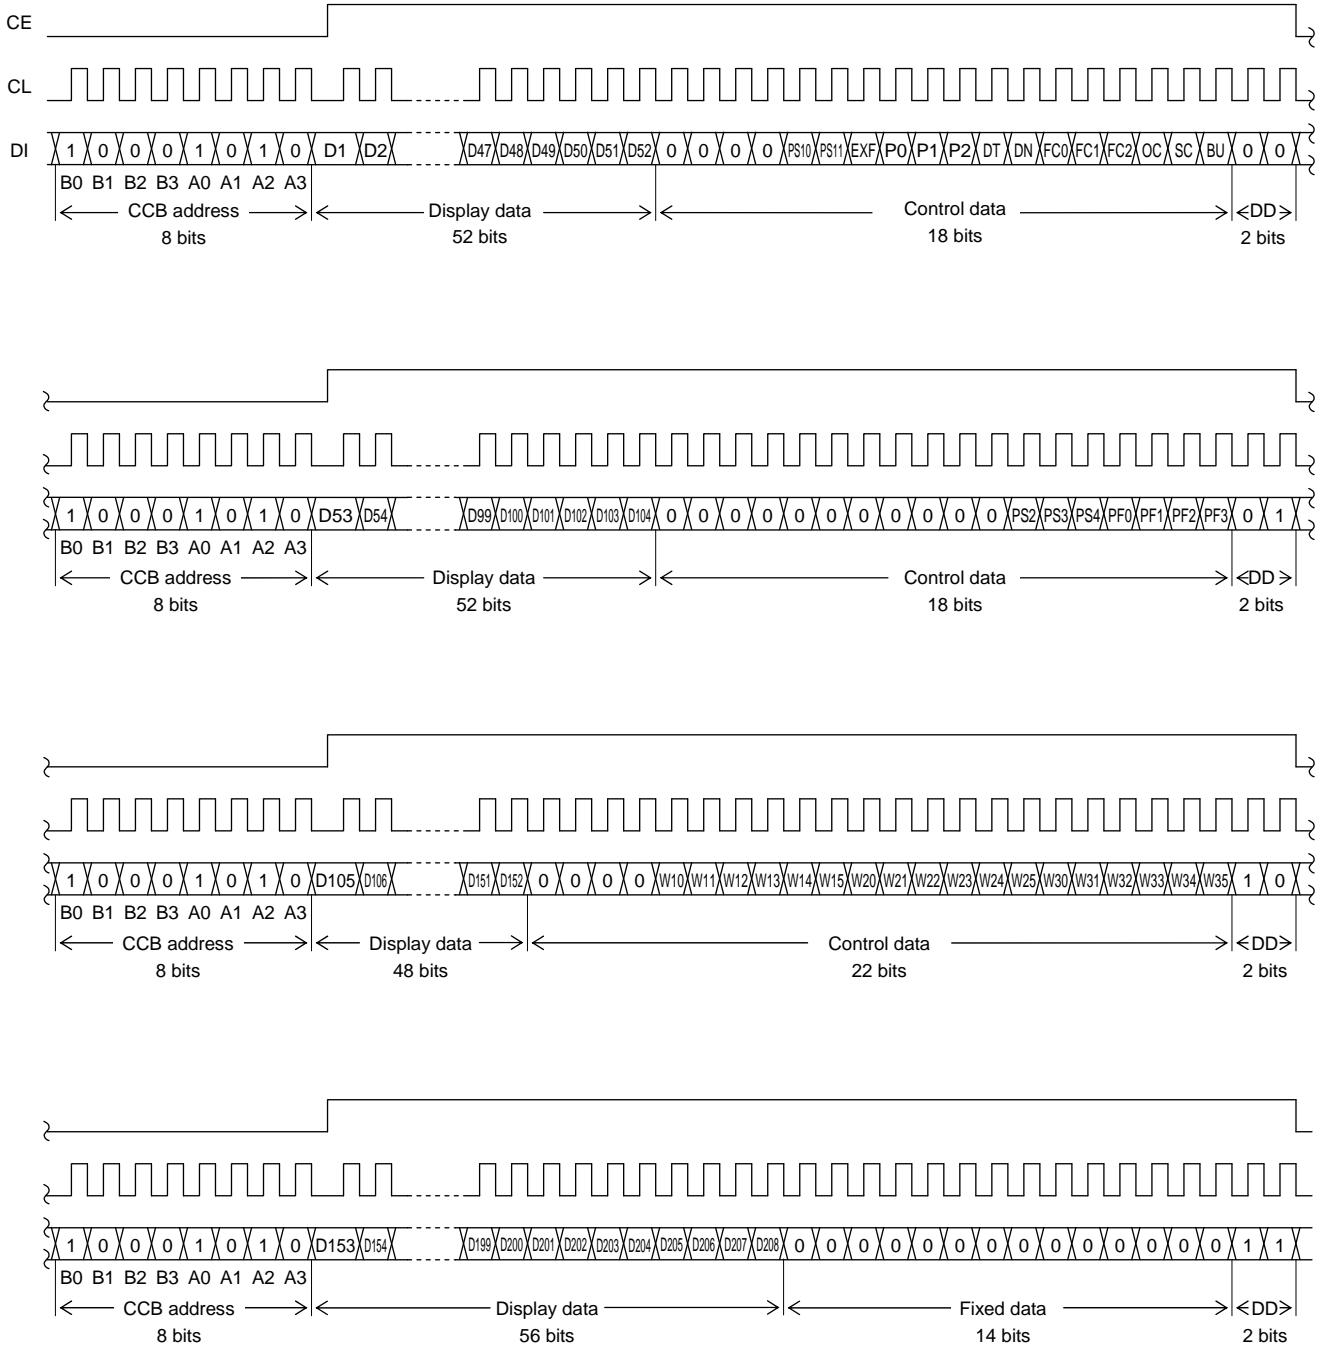 CE
CL
DI 1 0 0 0 1 0 1 0 D1 D2 D47 D48 D49 D50 D51 D52 0 0 0 0 PS10 PS11 EXF P0 P1 P2 DT DN FC0 FC1 FC2 OC SC BU 0 0
B0 B1 B2 B3 A0 A1 A2 A3
CCB address Display data Control data DD
8 bits 52 bits 18 bits 2 bits
1 0 0 0 1 0 1 0 D53 D54 D99 D100 D101 D102 D103 D104 0 0 0 0 0 0 0 0 0 0 0 PS2 PS3 PS4 PF0 PF1 PF2 PF3 0 1
B0 B1 B2 B3 A0 A1 A2 A3
CCB address Display data Control data DD
8 bits 52 bits 18 bits 2 bits
1 0 0 0 1 0 1 0 D105 D106 D151 D152 0 0 0 0 W10 W11 W12 W13 W14 W15 W20 W21 W22 W23 W24 W25 W30 W31 W32 W33 W34 W35 1 0
B0 B1 B2 B3 A0 A1 A2 A3
CCB address Display data Control data DD
8 bits 48 bits 22 bits 2 bits
1 0 0 0 1 0 1 0 D153 D154 D199 D200 D201 D202 D203 D204 D205 D206 D207 D208 0 0 0 0 0 0 0 0 0 0 0 0 0 0 1 1
B0 B1 B2 B3 A0 A1 A2 A3
CCB address Display data Fixed data DD
8 bits 56 bits 14 bits 2 bits